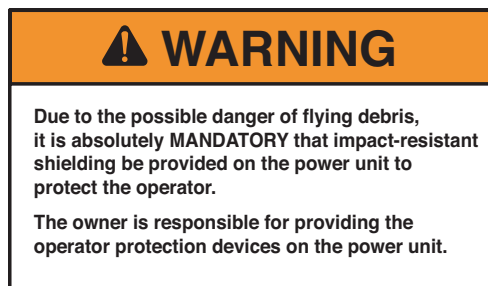 WARNING
Due to the possible danger of flying debris,
it is absolutely MANDATORY that impact-resistant
shielding be provided on the power unit to
protect the operator.
The owner is responsible for providing the
operator protection devices on the power unit.